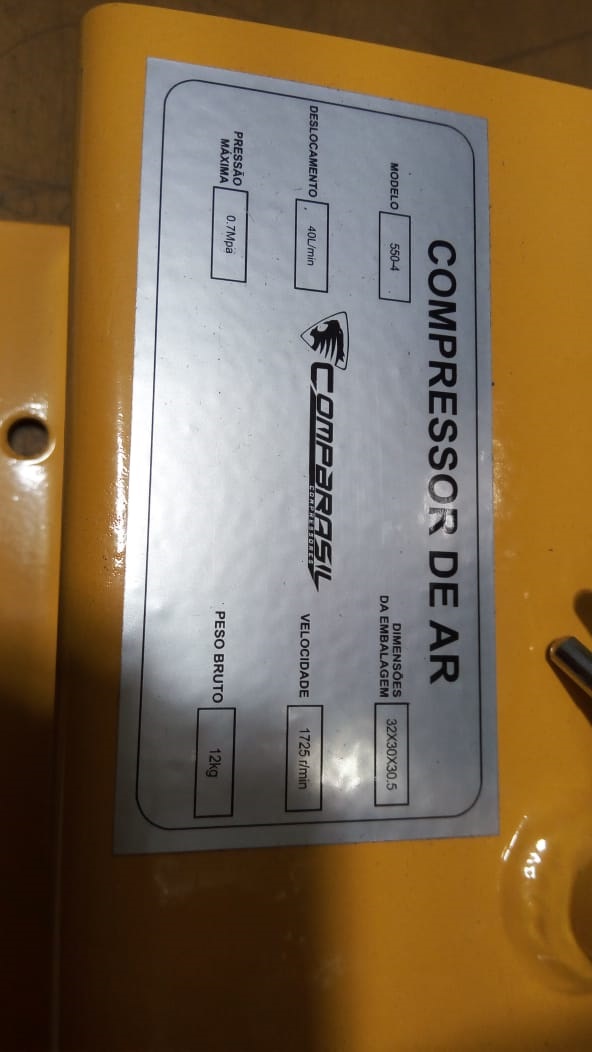 COMPRESSOR DE AR
MODELO 550-4
DESLOCAMENTO 40L/min
PRESSÃO
MÁXIMA 0.7Mpa
COMPBRASIL
COMPRESSORES
DIMENSÕES
DA EMBALAGEM 32X30X30.5
VELOCIDADE 1725 r/min
PESO BRUTO 12kg